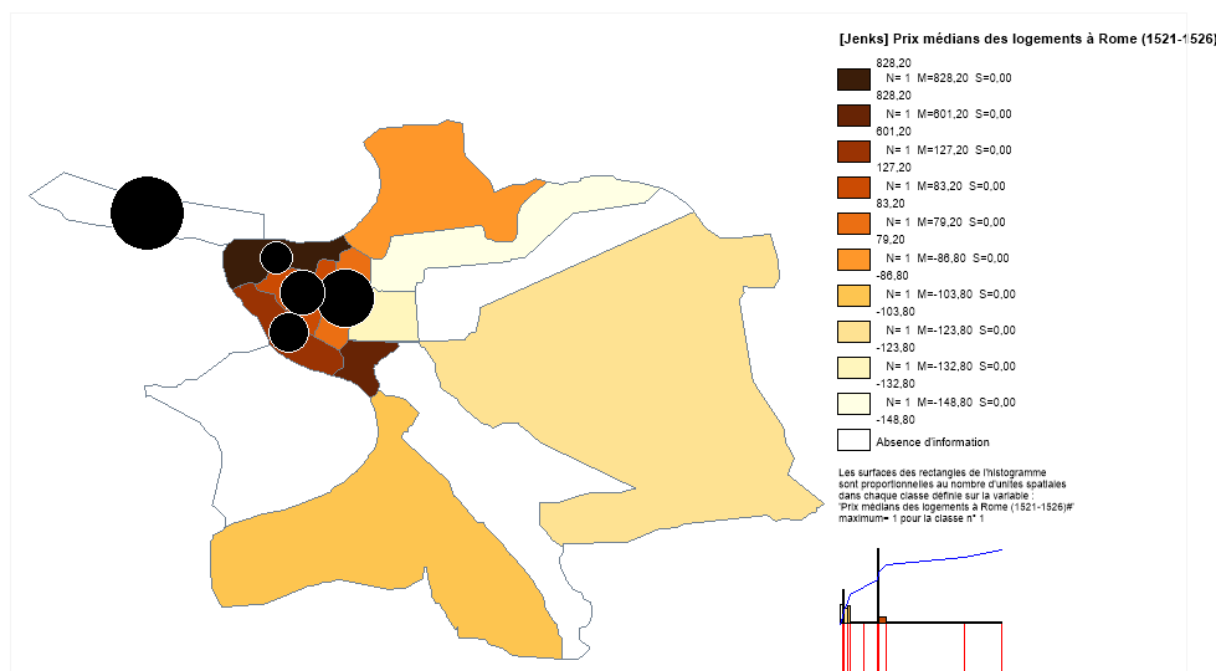 [Jenks] Prix médians des logements à Rome (1521-1526)
828,20
N= 1 M=828,20 S=0,00
828,20
N= 1 M=601,20 S=0,00
601,20
N= 1 M=127,20 S=0,00
127,20
N= 1 M=83,20 S=0,00
83,20
N= 1 M=79,20 S=0,00
79,20
N= 1 M=-86,80 S=0,00
-86,80
N= 1 M=-103,80 S=0,00
-103,80
N= 1 M=-123,80 S=0,00
-123,80
N= 1 M=-132,80 S=0,00
-132,80
N= 1 M=-148,80 S=0,00
-148,80
Absence d'information
Les surfaces des rectangles de l'histogramme
sont proportionnelles au nombre d'unites spatiales
dans chaque classe définie sur la variable :
'Prix médians des logements à Rome (1521-1526)#'
maximum= 1 pour la classe n° 1